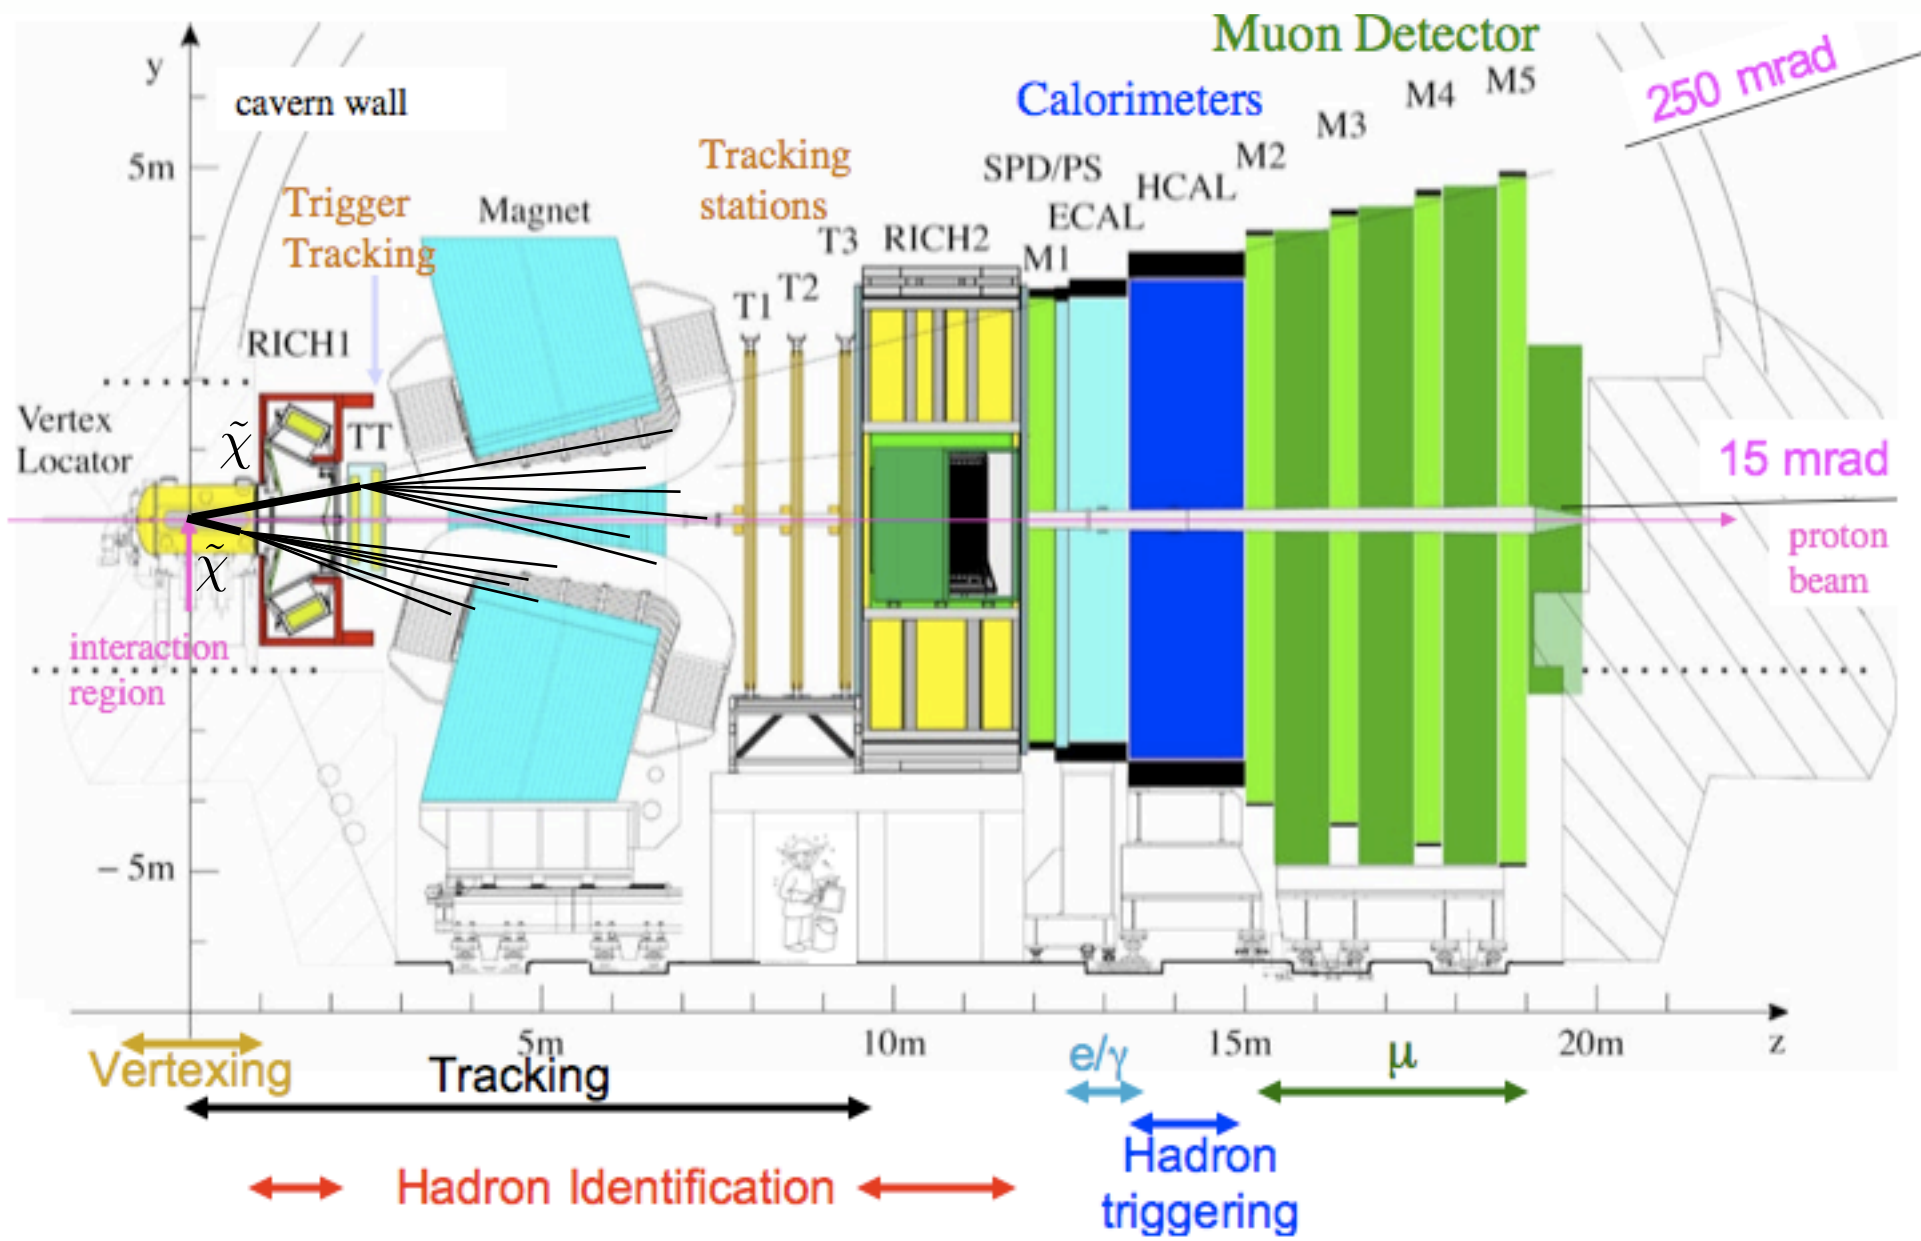 Muon Detector
250 mrad
M5
M4
M3
M2
Calorimeters
y
cavern wall
5m
Tracking
stations
SPD/PS
HCAL
ECAL
Trigger
Tracking
Magnet
T3
RICH2
M1
T2
T1
RICH1
Vertex
Locator
TT
χ̃
15 mrad
proton
beam
χ̃
interaction
region
– 5m
5m
10m
15m
20m
z
Vertexing
Tracking
e/γ
μ
Hadron
triggering
Hadron Identification